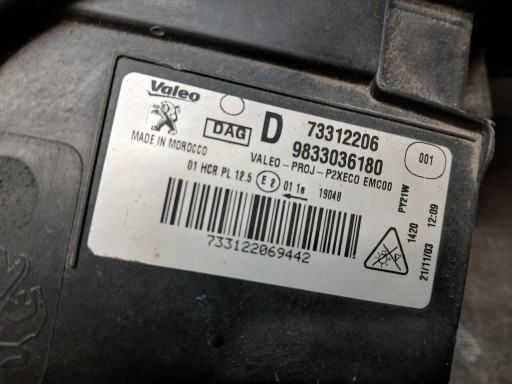 Valeo
DAG D 73312206
9833036180
001
MADE IN MOROCCO
VALEO-PROJ-P2XECO EMC00
01 HCR PL 12.5 E2 01 1a 19048
733122069442
PY21W
1420
21/11/03 12:09